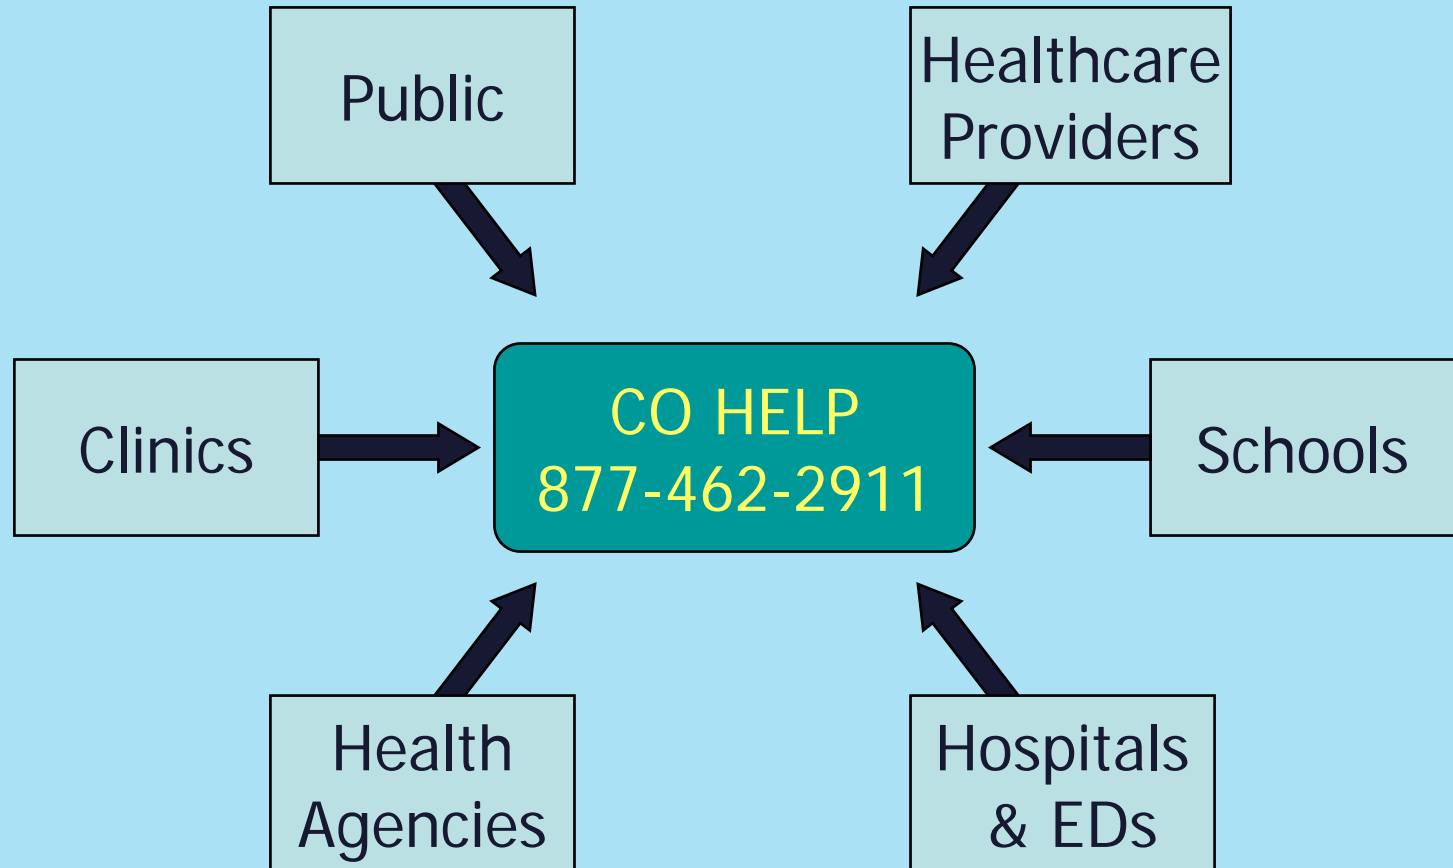 Public
Healthcare
Providers
Clinics
CO HELP
877-462-2911
Schools
Health
Agencies
Hospitals
& EDs